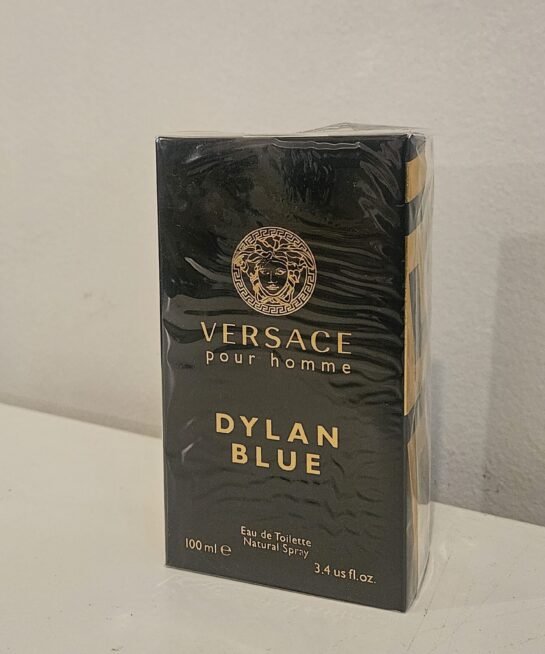 VERSACE
pour homme
DYLAN
BLUE
Eau de Toilette
Natural Spray
100 ml ℮
3.4 us fl.oz.